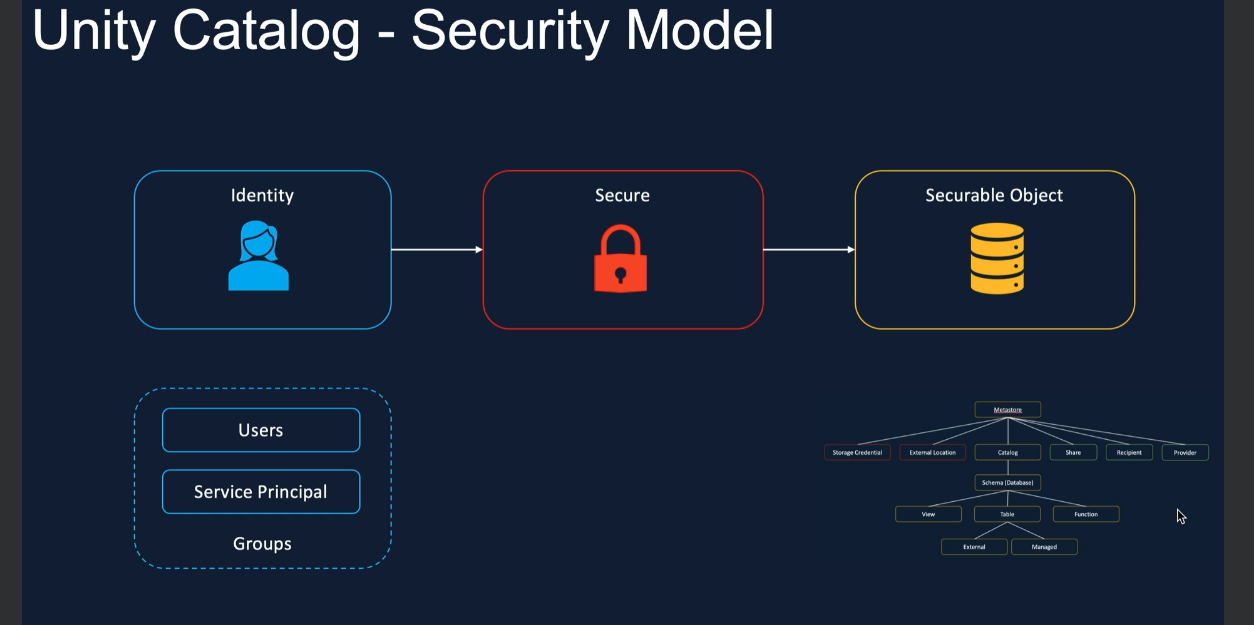 Unity Catalog - Security Model
Identity
Secure
Securable Object
Users
Service Principal
Groups
Metastore
Storage Credential
External Location
Catalog
Share
Recipient
Provider
Schema (Database)
View
Table
Function
External
Managed